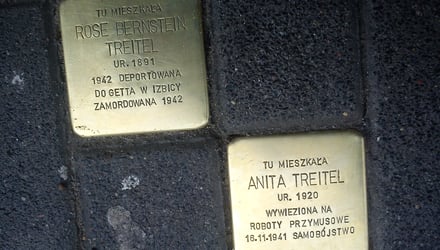 TU MIESZKAŁA
ROSE BERNSTEIN
TREITEL
UR. 1891
1942 DEPORTOWANA
DO GETTA W IZBICY
ZAMORDOWANA 1942
TU MIESZKAŁA
ANITA TREITEL
UR. 1920
WYWIEZIONA NA
ROBOTY PRZYMUSOWE
16.11.1941 SAMOBÓJSTWO